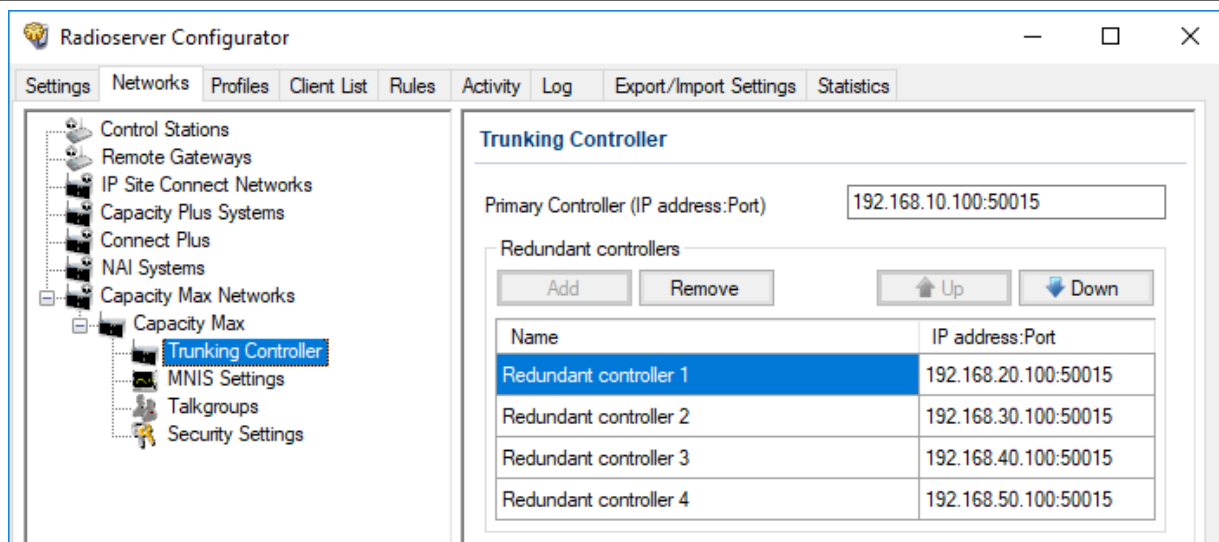 Radioserver Configurator
Settings Networks Profiles Client List Rules Activity Log Export/Import Settings Statistics
Control Stations
Remote Gateways
IP Site Connect Networks
Capacity Plus Systems
Connect Plus
NAI Systems
Capacity Max Networks
Capacity Max
Trunking Controller
MNIS Settings
Talkgroups
Security Settings
Trunking Controller
Primary Controller (IP address:Port) 192.168.10.100:50015
Redundant controllers
Add Remove Up Down
Name IP address:Port
Redundant controller 1 192.168.20.100:50015
Redundant controller 2 192.168.30.100:50015
Redundant controller 3 192.168.40.100:50015
Redundant controller 4 192.168.50.100:50015